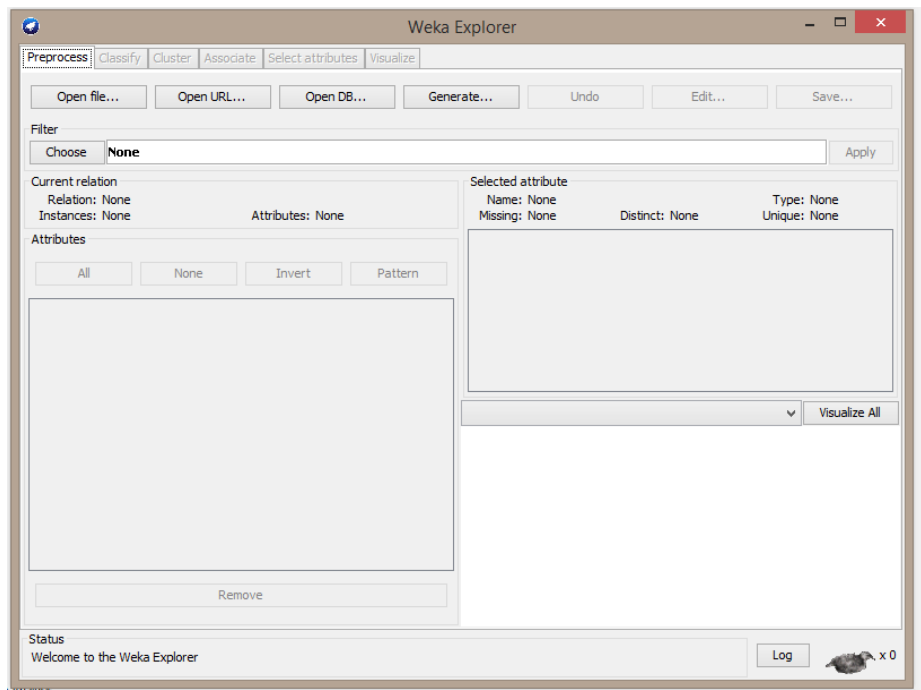 Weka Explorer
Preprocess Classify Cluster Associate Select attributes Visualize
Open file... Open URL... Open DB... Generate... Undo Edit... Save...
Filter
Choose None Apply
Current relation
Relation: None
Instances: None Attributes: None
Selected attribute
Name: None Type: None
Missing: None Distinct: None Unique: None
Attributes
All None Invert Pattern
Visualize All
Remove
Status
Welcome to the Weka Explorer
Log x 0